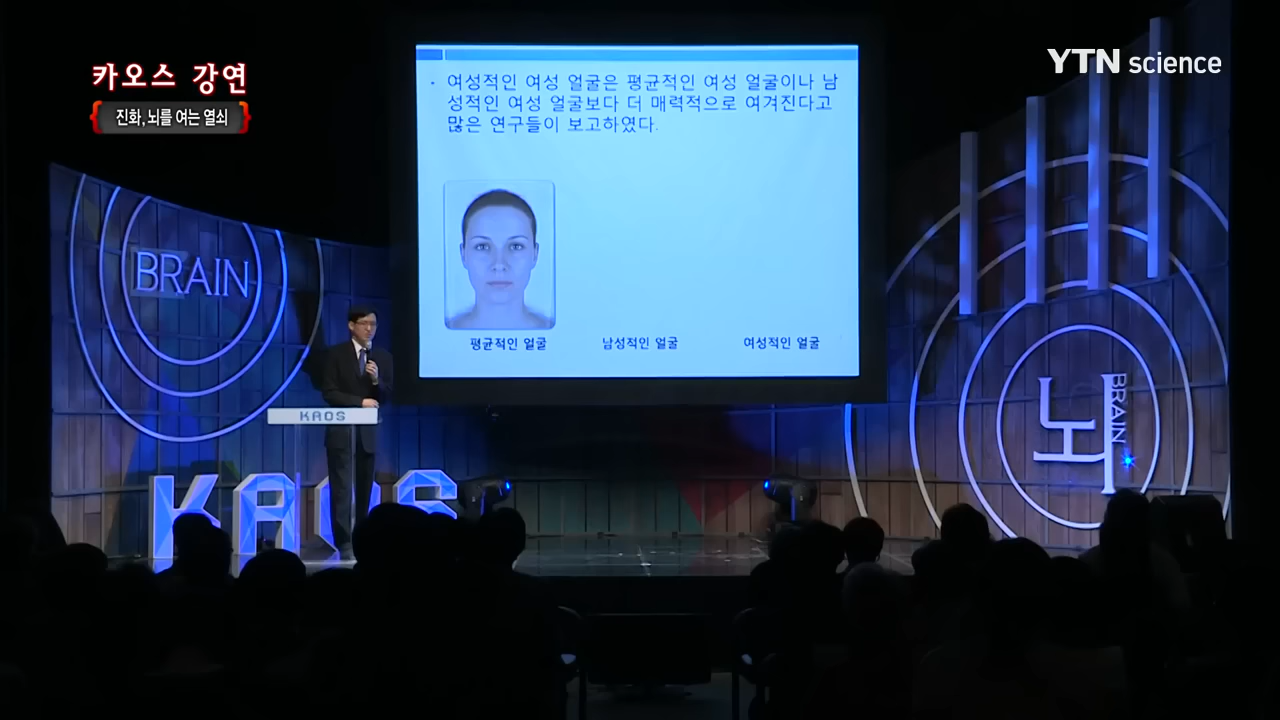 카오스 강연
진화, 뇌를 여는 열쇠
YTN science
· 여성적인 여성 얼굴은 평균적인 여성 얼굴이나 남
성적인 여성 얼굴보다 더 매력적으로 여겨진다고
많은 연구들이 보고하였다.
평균적인 얼굴 남성적인 얼굴 여성적인 얼굴
BRAIN
KAOS
KAOS
뇌
BRAIN